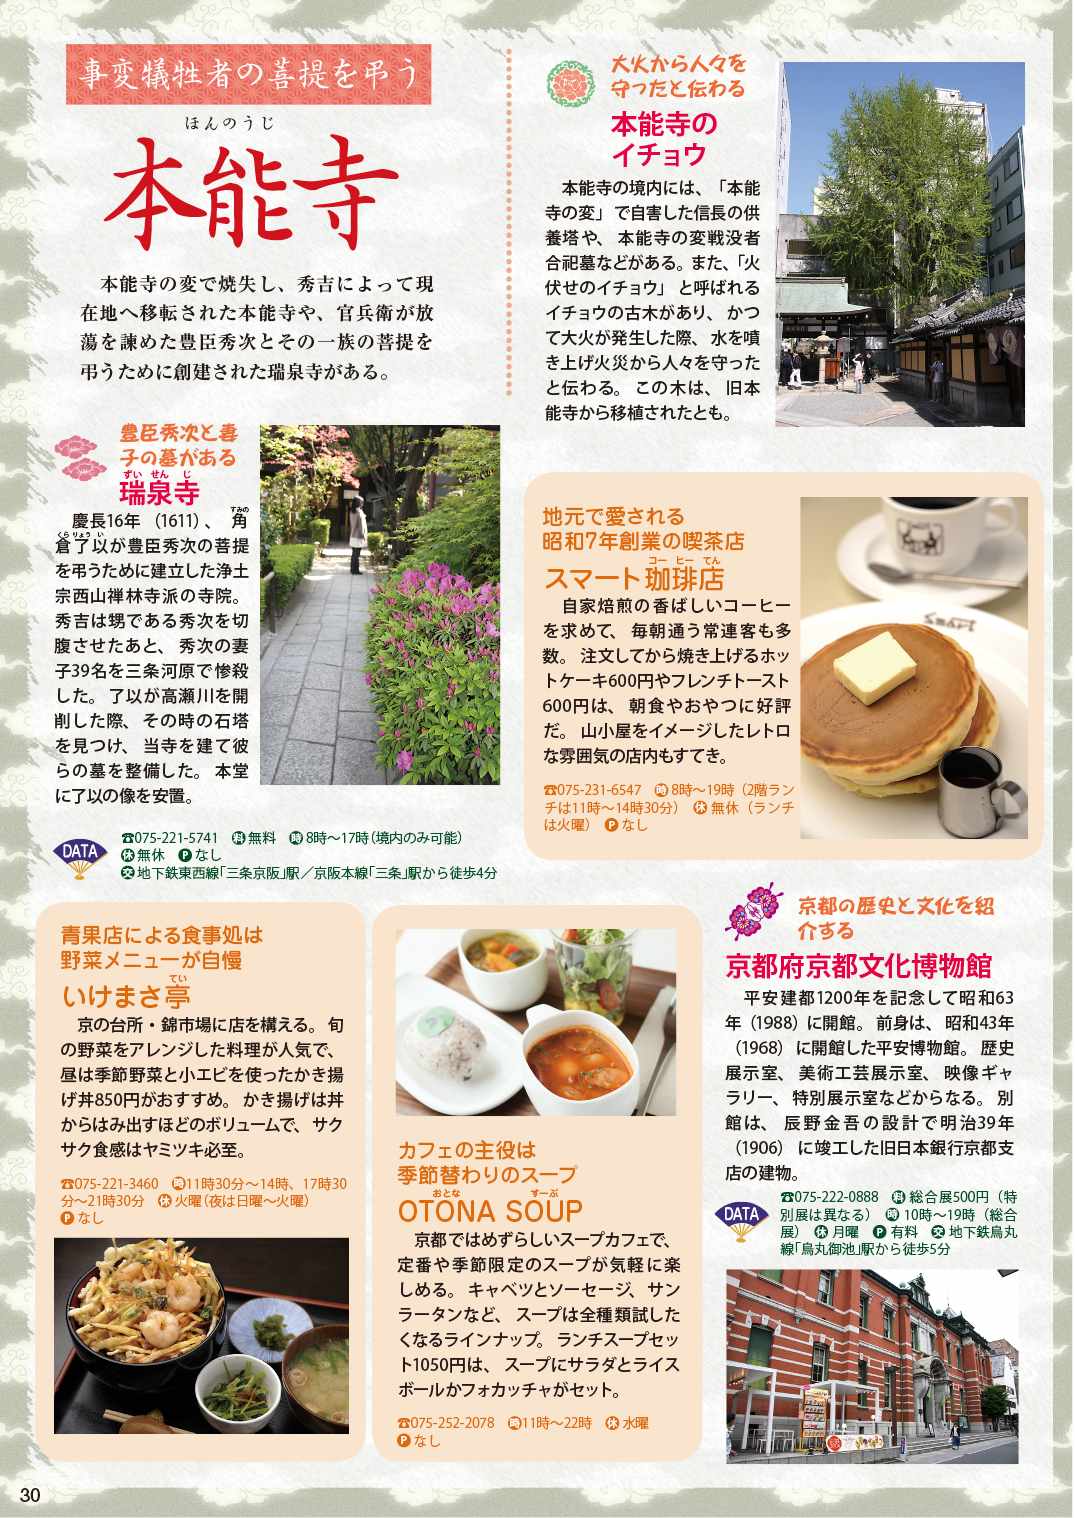 事変犠牲者の菩提を弔う
ほんのうじ
本能寺
本能寺の変で焼失し、秀吉によって現
在地へ移転された本能寺や、官兵衛が放
蕩を諫めた豊臣秀次とその一族の菩提を
弔うために創建された瑞泉寺がある。
大火から人々を
守ったと伝わる
本能寺の
イチョウ
本能寺の境内には、「本能
寺の変」で自害した信長の供
養塔や、本能寺の変戦没者
合祀墓などがある。また、「火
伏せのイチョウ」と呼ばれる
イチョウの古木があり、かつ
て大火が発生した際、水を噴
き上げ火災から人々を守った
と伝わる。この木は、旧本
能寺から移植されたとも。
豊臣秀次と妻
子の墓がある
ずいせんじ
瑞泉寺
すみの
慶長16年（1611）、角
くらりょうい
倉了以が豊臣秀次の菩提
を弔うために建立した浄土
宗西山禅林寺派の寺院。
秀吉は甥である秀次を切
腹させたあと、秀次の妻
子39名を三条河原で惨殺
した。了以が高瀬川を開
削した際、その時の石塔
を見つけ、当寺を建て彼
らの墓を整備した。本堂
に了以の像を安置。
DATA
☎075-221-5741 料無料 時8時〜17時（境内のみ可能）
休無休 Pなし
交地下鉄東西線「三条京阪」駅／京阪本線「三条」駅から徒歩4分
地元で愛される
昭和7年創業の喫茶店
コーヒーてん
スマート珈琲店
自家焙煎の香ばしいコーヒー
を求めて、毎朝通う常連客も多
数。注文してから焼き上げるホッ
トケーキ600円やフレンチトースト
600円は、朝食やおやつに好評
だ。山小屋をイメージしたレトロ
な雰囲気の店内もすてき。
☎075-231-6547 時8時〜19時（2階ラン
チは11時〜14時30分） 休無休（ランチ
は火曜） Pなし
青果店による食事処は
野菜メニューが自慢
てい
いけまさ亭
京の台所・錦市場に店を構える。旬
の野菜をアレンジした料理が人気で、
昼は季節野菜と小エビを使ったかき揚
げ丼850円がおすすめ。かき揚げは丼
からはみ出すほどのボリュームで、サク
サク食感はヤミツキ必至。
☎075-221-3460 時11時30分〜14時、17時30
分〜21時30分 休火曜（夜は日曜〜火曜）
Pなし
カフェの主役は
季節替わりのスープ
おとな すーぷ
OTONA SOUP
京都ではめずらしいスープカフェで、
定番や季節限定のスープが気軽に楽
しめる。キャベツとソーセージ、サン
ラータンなど、スープは全種類試した
くなるラインナップ。ランチスープセッ
ト1050円は、スープにサラダとライス
ボールかフォカッチャがセット。
☎075-252-2078 時11時〜22時 休水曜
Pなし
京都の歴史と文化を紹
介する
京都府京都文化博物館
平安建都1200年を記念して昭和63
年（1988）に開館。前身は、昭和43年
（1968）に開館した平安博物館。歴史
展示室、美術工芸展示室、映像ギャ
ラリー、特別展示室などからなる。別
館は、辰野金吾の設計で明治39年
（1906）に竣工した旧日本銀行京都支
店の建物。
DATA
☎075-222-0888 料総合展500円（特
別展は異なる） 時10時〜19時（総合
展） 休月曜 P有料 交地下鉄烏丸
線「烏丸御池」駅から徒歩5分
30